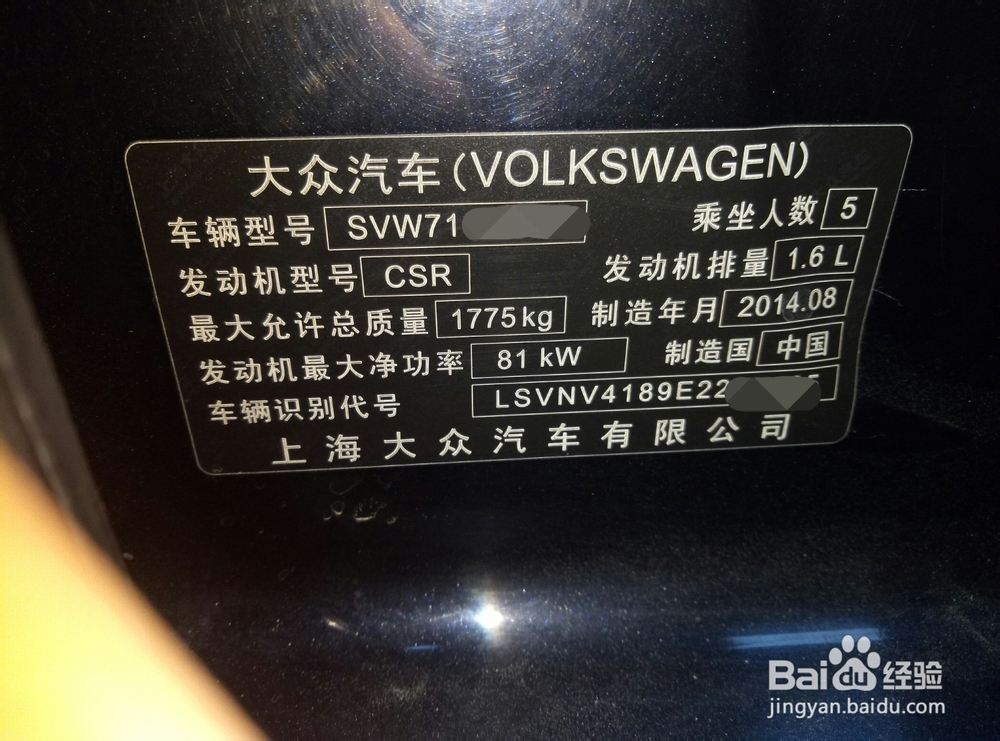 大众汽车(VOLKSWAGEN)
车辆型号 SVW71 乘坐人数 5
发动机型号 CSR 发动机排量 1.6 L
最大允许总质量 1775kg 制造年月 2014.08
发动机最大净功率 81 kW 制造国 中国
车辆识别代号 LSVNV4189E22
上海大众汽车有限公司
Baidu经验
jingyan.baidu.com